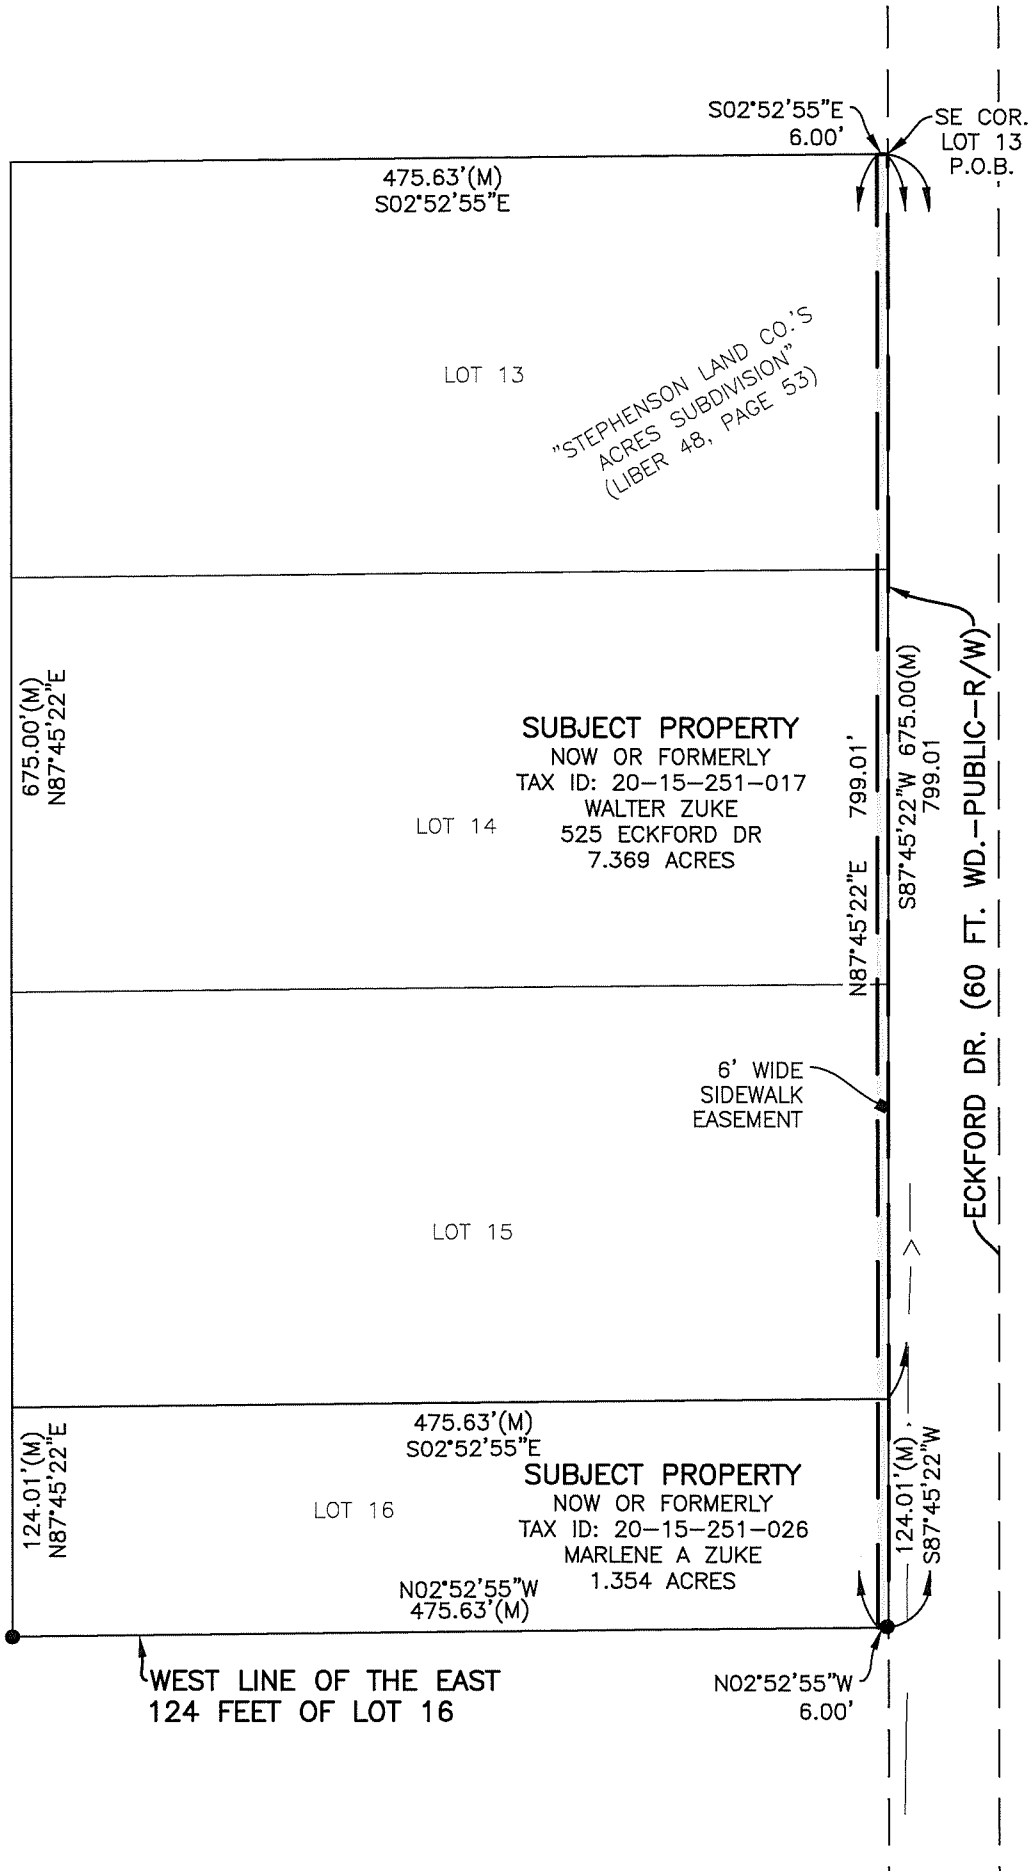 S02°52'55"E
6.00'
SE COR.
LOT 13
P.O.B.
475.63'(M)
S02°52'55"E
LOT 13
"STEPHENSON LAND CO.'S
ACRES SUBDIVISION"
(LIBER 48, PAGE 53)
675.00'(M)
N87°45'22"E
SUBJECT PROPERTY
NOW OR FORMERLY
TAX ID: 20-15-251-017
WALTER ZUKE
525 ECKFORD DR
7.369 ACRES
LOT 14
N87°45'22"E 799.01'
S87°45'22"W 675.00(M)
799.01
ECKFORD DR. (60 FT. WD.-PUBLIC-R/W)
6' WIDE
SIDEWALK
EASEMENT
LOT 15
124.01'(M)
N87°45'22"E
475.63'(M)
S02°52'55"E
LOT 16
SUBJECT PROPERTY
NOW OR FORMERLY
TAX ID: 20-15-251-026
MARLENE A ZUKE
1.354 ACRES
124.01'(M)
S87°45'22"W
N02°52'55"W
475.63'(M)
WEST LINE OF THE EAST
124 FEET OF LOT 16
N02°52'55"W
6.00'